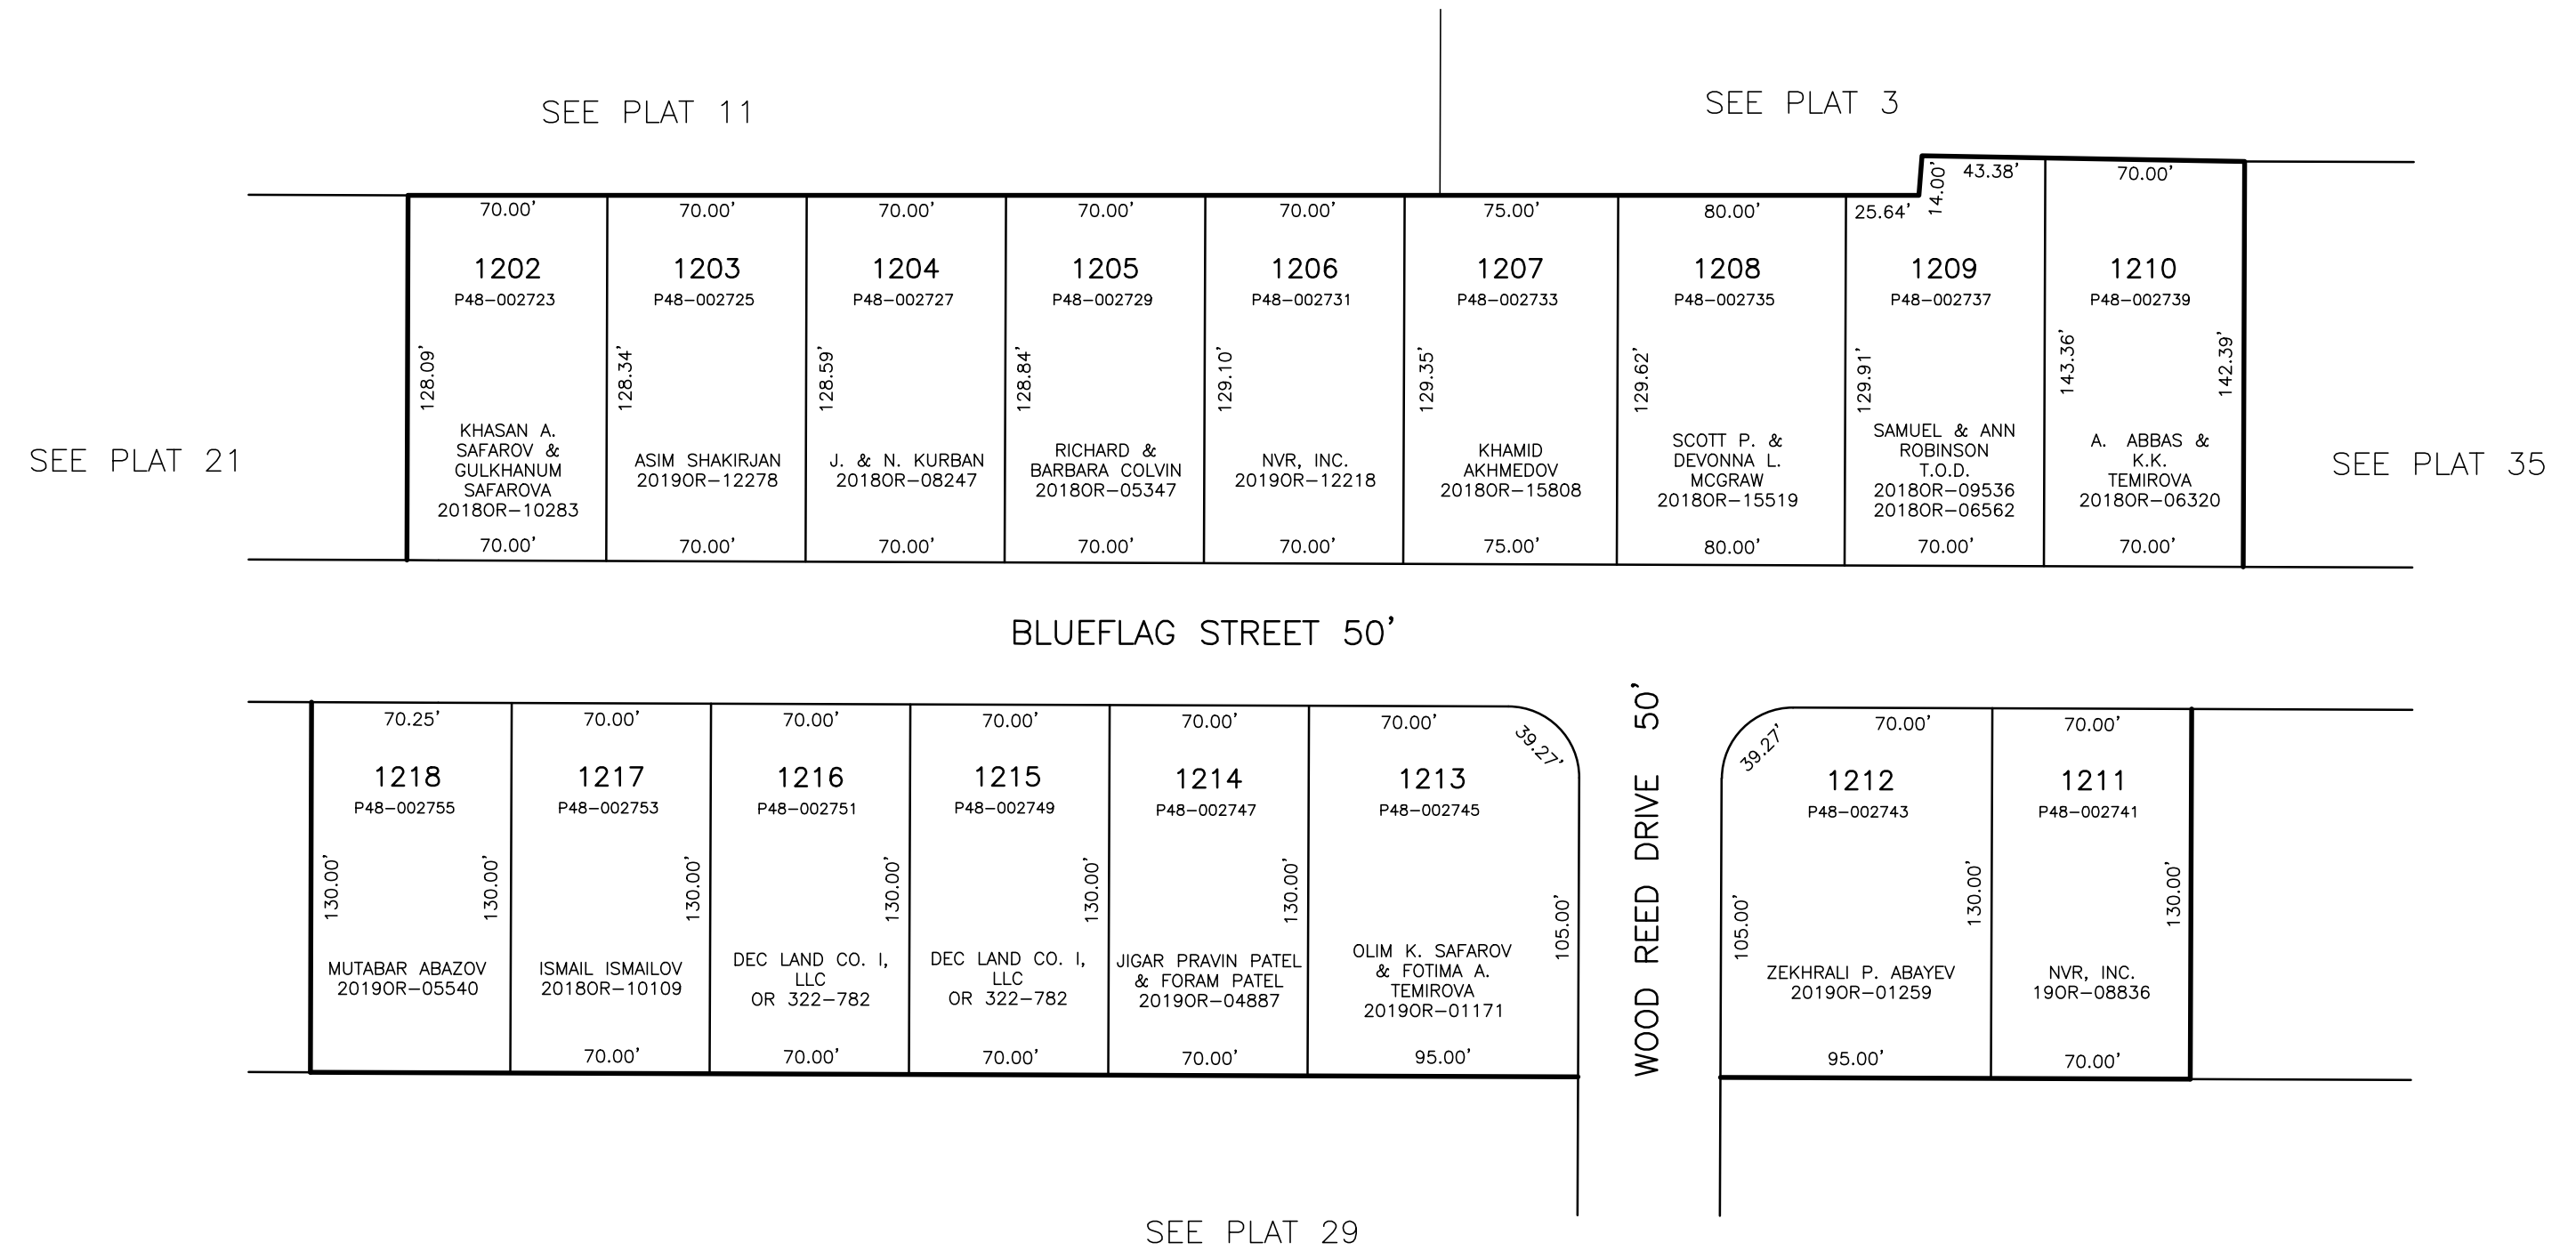 SEE PLAT 11
SEE PLAT 3
SEE PLAT 21
SEE PLAT 35
70.00'
1202
P48-002723
128.09'
KHASAN A.
SAFAROV &
GULKHANUM
SAFAROVA
2018OR-10283
70.00'
70.00'
1203
P48-002725
128.34'
ASIM SHAKIRJAN
2019OR-12278
70.00'
70.00'
1204
P48-002727
128.59'
J. & N. KURBAN
2018OR-08247
70.00'
70.00'
1205
P48-002729
128.84'
RICHARD &
BARBARA COLVIN
2018OR-05347
70.00'
70.00'
1206
P48-002731
129.10'
NVR, INC.
2019OR-12218
70.00'
75.00'
1207
P48-002733
129.35'
KHAMID
AKHMEDOV
2018OR-15808
75.00'
80.00'
1208
P48-002735
129.62'
SCOTT P. &
DEVONNA L.
MCGRAW
2018OR-15519
80.00'
25.64'
14.00'
43.38'
1209
P48-002737
129.91'
SAMUEL & ANN
ROBINSON
T.O.D.
2018OR-09536
2018OR-06562
70.00'
70.00'
1210
P48-002739
143.36'
142.39'
A. ABBAS &
K.K.
TEMIROVA
2018OR-06320
70.00'
BLUEFLAG STREET 50'
70.25'
1218
P48-002755
130.00'
130.00'
MUTABAR ABAZOV
2019OR-05540
70.00'
1217
P48-002753
130.00'
ISMAIL ISMAILOV
2018OR-10109
70.00'
70.00'
1216
P48-002751
130.00'
DEC LAND CO. I,
LLC
OR 322-782
70.00'
70.00'
1215
P48-002749
130.00'
DEC LAND CO. I,
LLC
OR 322-782
70.00'
70.00'
1214
P48-002747
130.00'
JIGAR PRAVIN PATEL
& FORAM PATEL
2019OR-04887
70.00'
70.00'
39.27'
1213
P48-002745
105.00'
OLIM K. SAFAROV
& FOTIMA A.
TEMIROVA
2019OR-01171
95.00'
WOOD REED DRIVE 50'
39.27'
70.00'
1212
P48-002743
105.00'
130.00'
ZEKHRALI P. ABAYEV
2019OR-01259
95.00'
70.00'
1211
P48-002741
130.00'
NVR, INC.
19OR-08836
70.00'
SEE PLAT 29